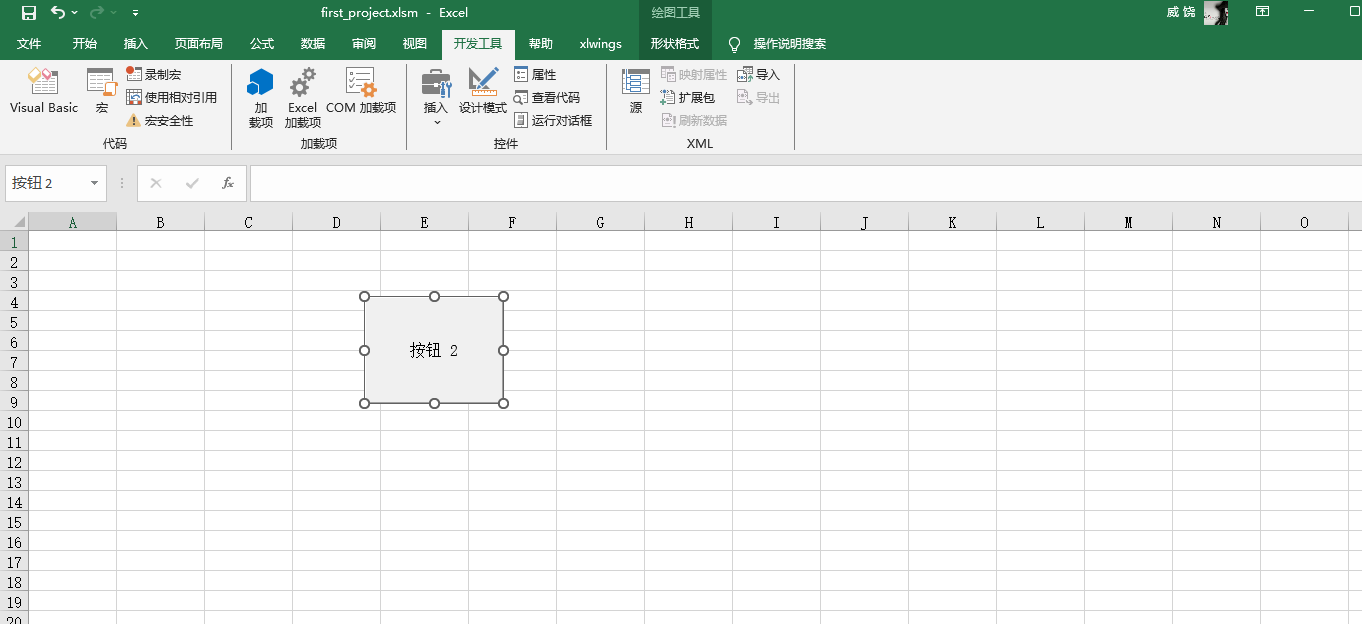 first_project.xlsm - Excel 绘图工具 威 饶
文件 开始 插入 页面布局 公式 数据 审阅 视图 开发工具 帮助 xlwings 形状格式 操作说明搜索
Visual Basic 宏 录制宏 使用相对引用 宏安全性
代码
加载项 Excel 加载项 COM 加载项
加载项
插入 设计模式 属性 查看代码 运行对话框
控件
源 映射属性 扩展包 刷新数据 导入 导出
XML
按钮 2 fx
A B C D E F G H I J K L M N O
1
2
3
4
5
6
7
8
9
10
11
12
13
14
15
16
17
18
19
20
按钮 2